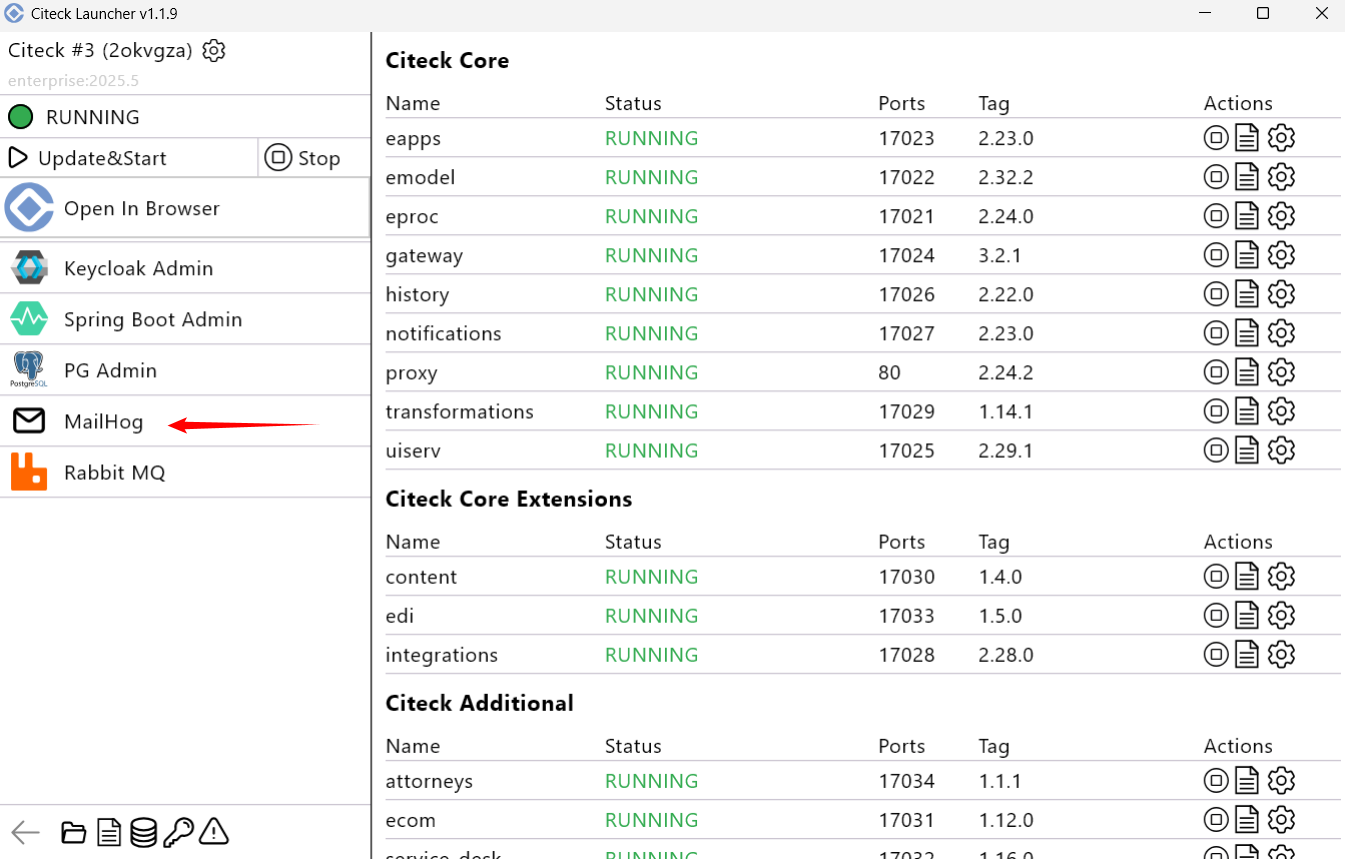 Citeck Launcher v1.1.9
Citeck #3 (2okvgza)
enterprise:2025.5
RUNNING
Update&Start
Stop
Open In Browser
Keycloak Admin
Spring Boot Admin
PostgreSQL
PG Admin
MailHog
Rabbit MQ
Citeck Core
Name Status Ports Tag Actions
eapps RUNNING 17023 2.23.0
emodel RUNNING 17022 2.32.2
eproc RUNNING 17021 2.24.0
gateway RUNNING 17024 3.2.1
history RUNNING 17026 2.22.0
notifications RUNNING 17027 2.23.0
proxy RUNNING 80 2.24.2
transformations RUNNING 17029 1.14.1
uiserv RUNNING 17025 2.29.1
Citeck Core Extensions
Name Status Ports Tag Actions
content RUNNING 17030 1.4.0
edi RUNNING 17033 1.5.0
integrations RUNNING 17028 2.28.0
Citeck Additional
Name Status Ports Tag Actions
attorneys RUNNING 17034 1.1.1
ecom RUNNING 17031 1.12.0
service-desk RUNNING 17032 1.16.0